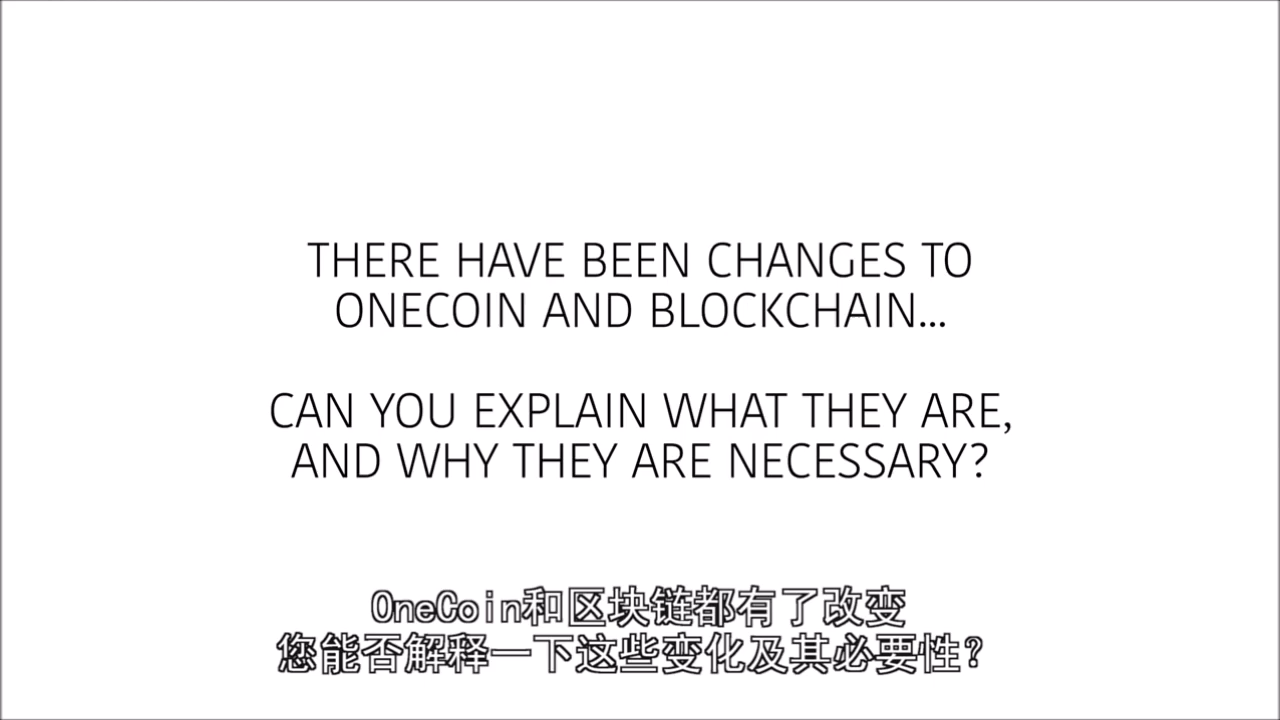 THERE HAVE BEEN CHANGES TO
ONECOIN AND BLOCKCHAIN...
CAN YOU EXPLAIN WHAT THEY ARE,
AND WHY THEY ARE NECESSARY?
OneCoin和区块链都有了改变
您能否解释一下这些变化及其必要性?